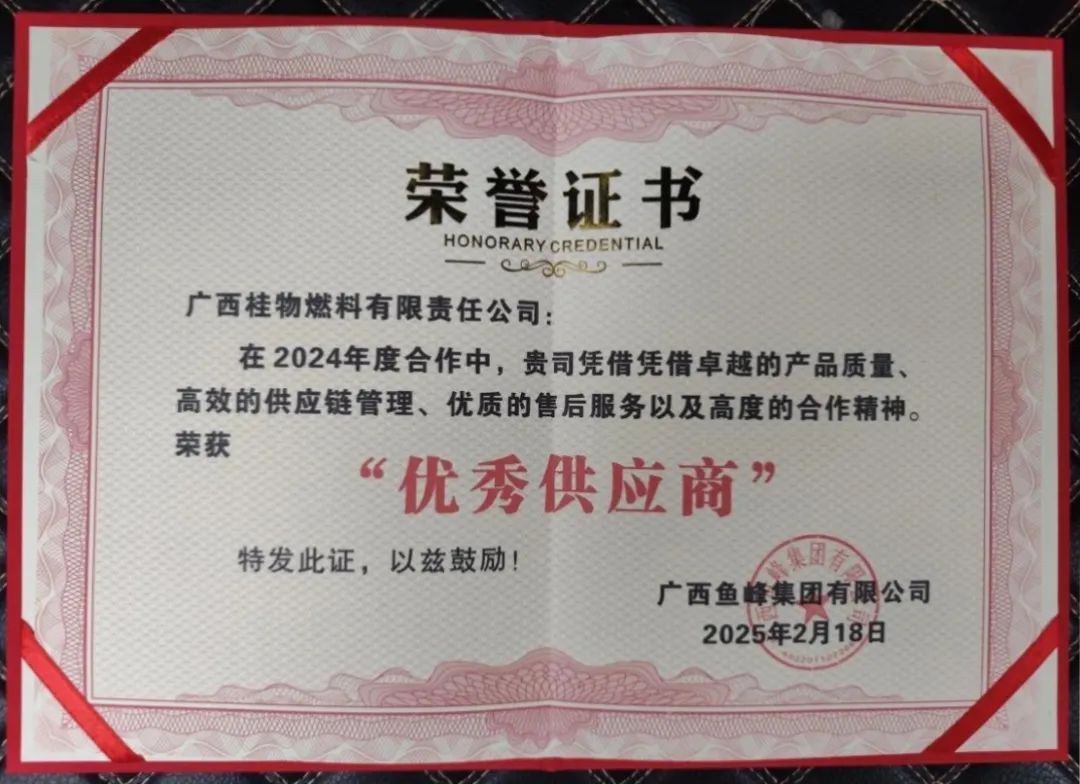 荣誉证书
HONORARY CREDENTIAL
广西桂物燃料有限责任公司：
在2024年度合作中，贵司凭借凭借卓越的产品质量、
高效的供应链管理、优质的售后服务以及高度的合作精神。
荣获
“优秀供应商”
特发此证，以兹鼓励！
广西鱼峰集团有限公司
2025年2月18日